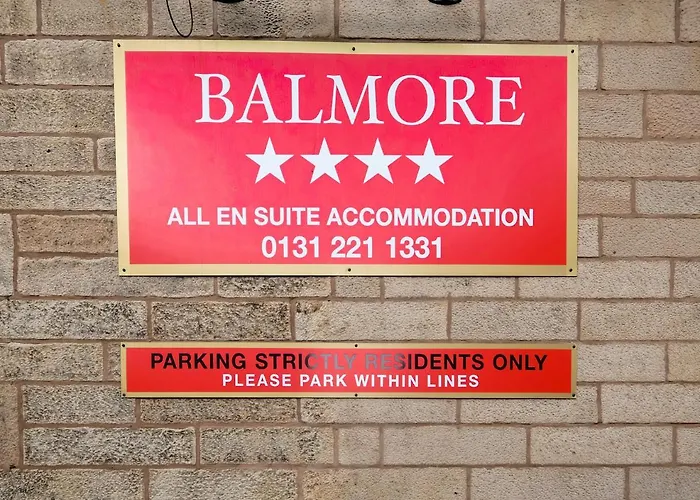 BALMORE
ALL EN SUITE ACCOMMODATION
0131 221 1331
PARKING STRICTLY RESIDENTS ONLY
PLEASE PARK WITHIN LINES